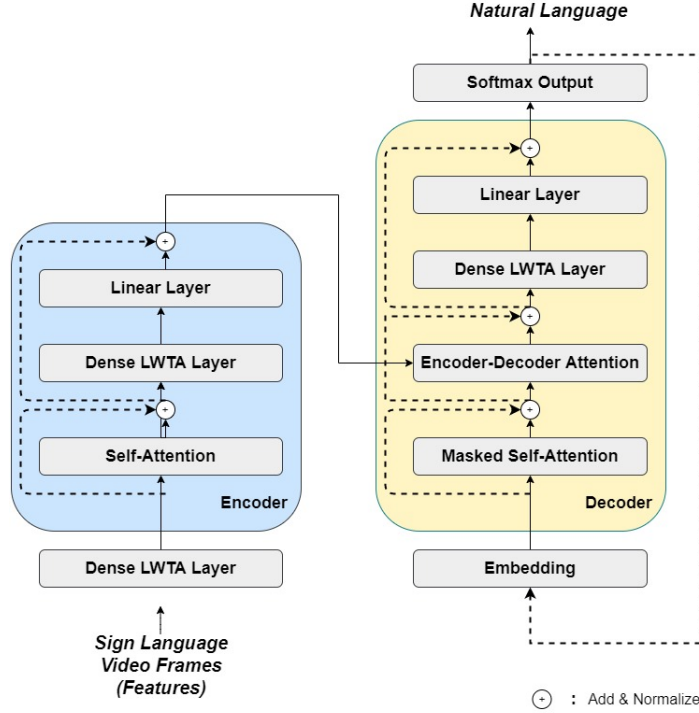 Natural Language
Softmax Output
Linear Layer
Dense LWTA Layer
Encoder-Decoder Attention
Masked Self-Attention
Decoder
Embedding
Linear Layer
Dense LWTA Layer
Self-Attention
Encoder
Dense LWTA Layer
Sign Language
Video Frames
(Features)
+ : Add & Normalize